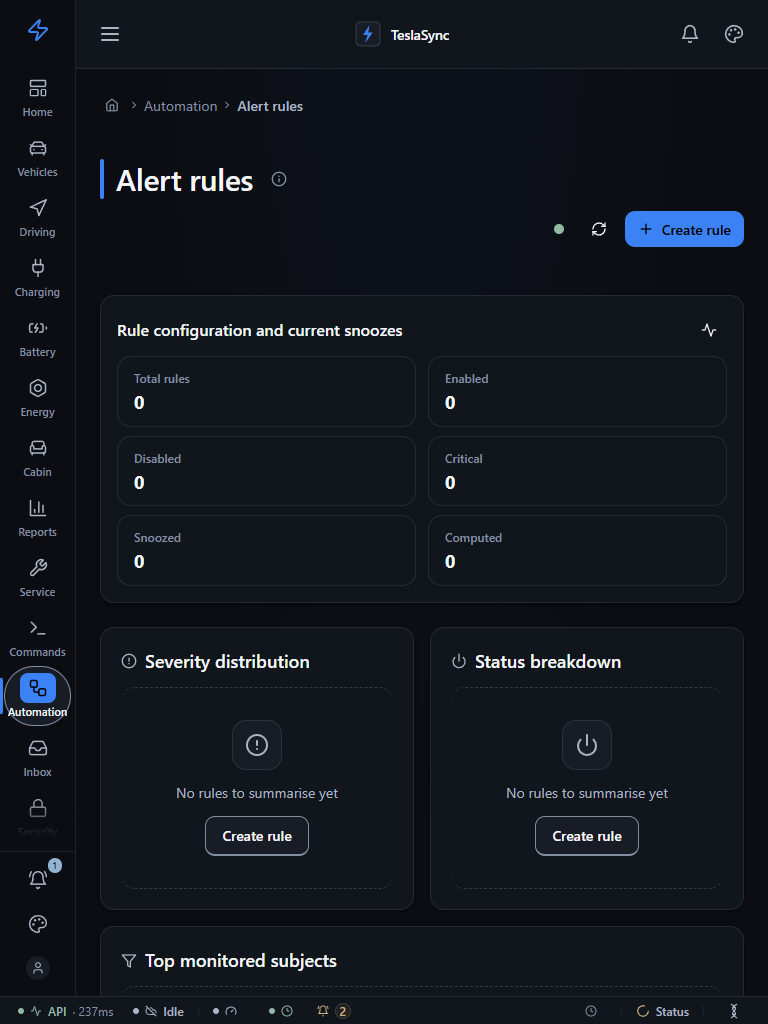 TeslaSync
Home
Vehicles
Driving
Charging
Battery
Energy
Cabin
Reports
Service
Commands
Automation
Inbox
Security
1
Automation
Alert rules
Alert rules
Create rule
Rule configuration and current snoozes
Total rules
0
Enabled
0
Disabled
0
Critical
0
Snoozed
0
Computed
0
Severity distribution
No rules to summarise yet
Create rule
Status breakdown
No rules to summarise yet
Create rule
Top monitored subjects
API · 237ms
Idle
2
Status